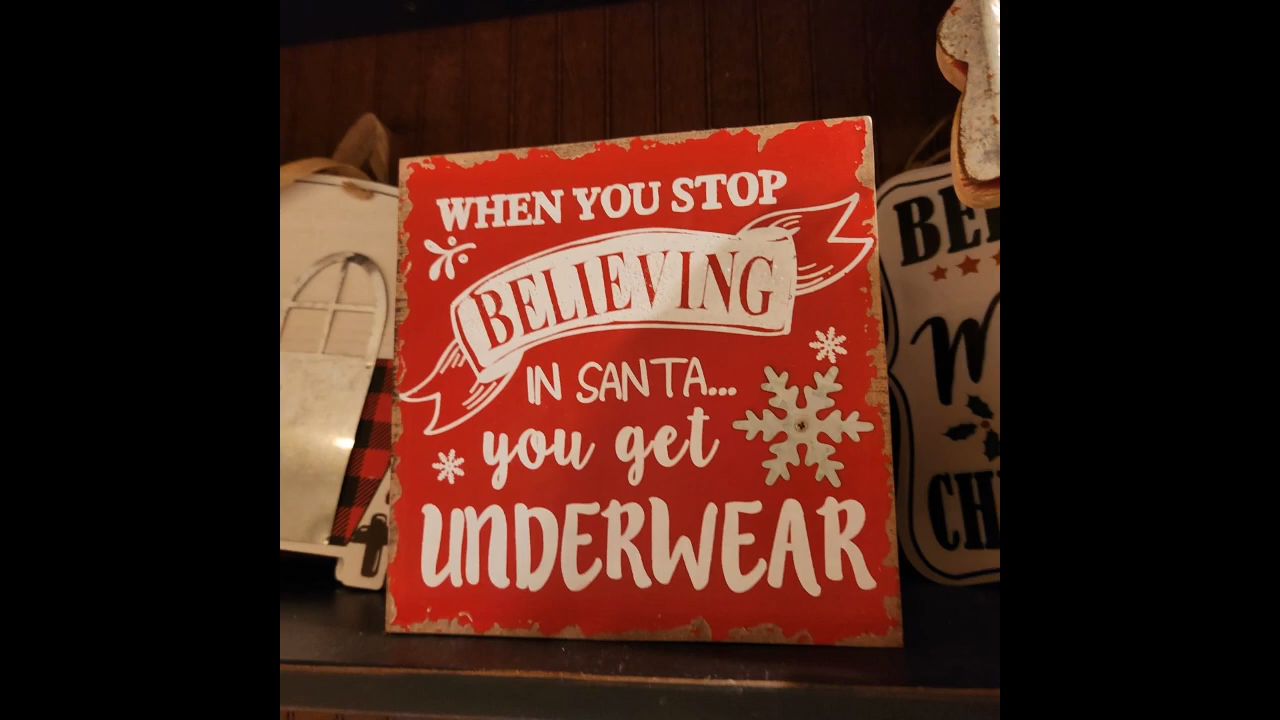 WHEN YOU STOP
BELIEVING
IN SANTA...
you get
UNDERWEAR